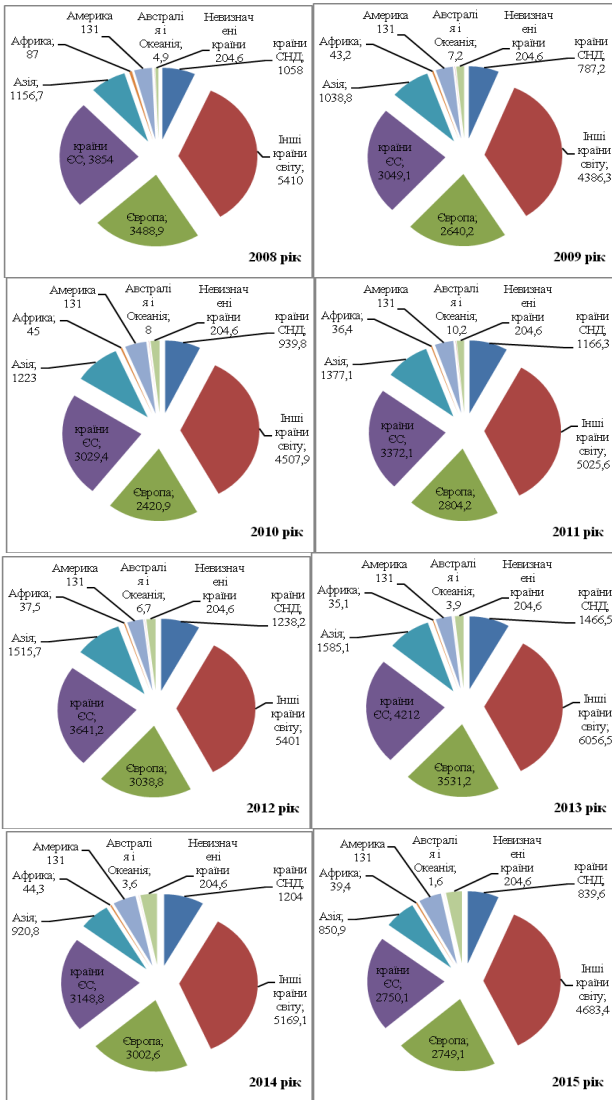 Африка;
87
Америка
131
Австралі
я і
Океанія;
4,9
Невизнач
ені
країни
204,6
країни
СНД;
1058
Азія;
1156,7
країни
ЄС, 3854
Європа;
3488,9
Інші
країни
світу;
5410
2008 рік
Африка;
43,2
Америка
131
Австралі
я і
Океанія;
7,2
Невизнач
ені
країни
204,6
країни
СНД;
787,2
Азія;
1038,8
країни
ЄС,
3049,1
Європа;
2640,2
Інші
країни
світу;
4386,3
2009 рік
Африка;
45
Америка
131
Австралі
я і
Океанія;
8
Невизнач
ені
країни
204,6
країни
СНД;
939,8
Азія;
1223
країни
ЄС,
3029,4
Європа;
2420,9
Інші
країни
світу;
4507,9
2010 рік
Африка;
36,4
Америка
131
Австралі
я і
Океанія;
10,2
Невизнач
ені
країни
204,6
країни
СНД;
1166,3
Азія;
1377,1
країни
ЄС,
3372,1
Європа;
2804,2
Інші
країни
світу;
5025,6
2011 рік
Африка;
37,5
Америка
131
Австралі
я і
Океанія;
6,7
Невизнач
ені
країни
204,6
країни
СНД;
1238,2
Азія;
1515,7
країни
ЄС,
3641,2
Європа;
3038,8
Інші
країни
світу;
5401
2012 рік
Африка;
35,1
Америка
131
Австралі
я і
Океанія;
3,9
Невизнач
ені
країни
204,6
країни
СНД;
1466,5
Азія;
1585,1
країни
ЄС, 4212
Європа;
3531,2
Інші
країни
світу;
6056,5
2013 рік
Африка;
44,3
Америка
131
Австралі
я і
Океанія;
3,6
Невизнач
ені
країни
204,6
країни
СНД;
1204
Азія;
920,8
країни
ЄС,
3148,8
Європа;
3002,6
Інші
країни
світу;
5169,1
2014 рік
Африка;
39,4
Америка
131
Австралі
я і
Океанія;
1,6
Невизнач
ені
країни
204,6
країни
СНД;
839,6
Азія;
850,9
країни
ЄС,
2750,1
Європа;
2749,1
Інші
країни
світу;
4683,4
2015 рік